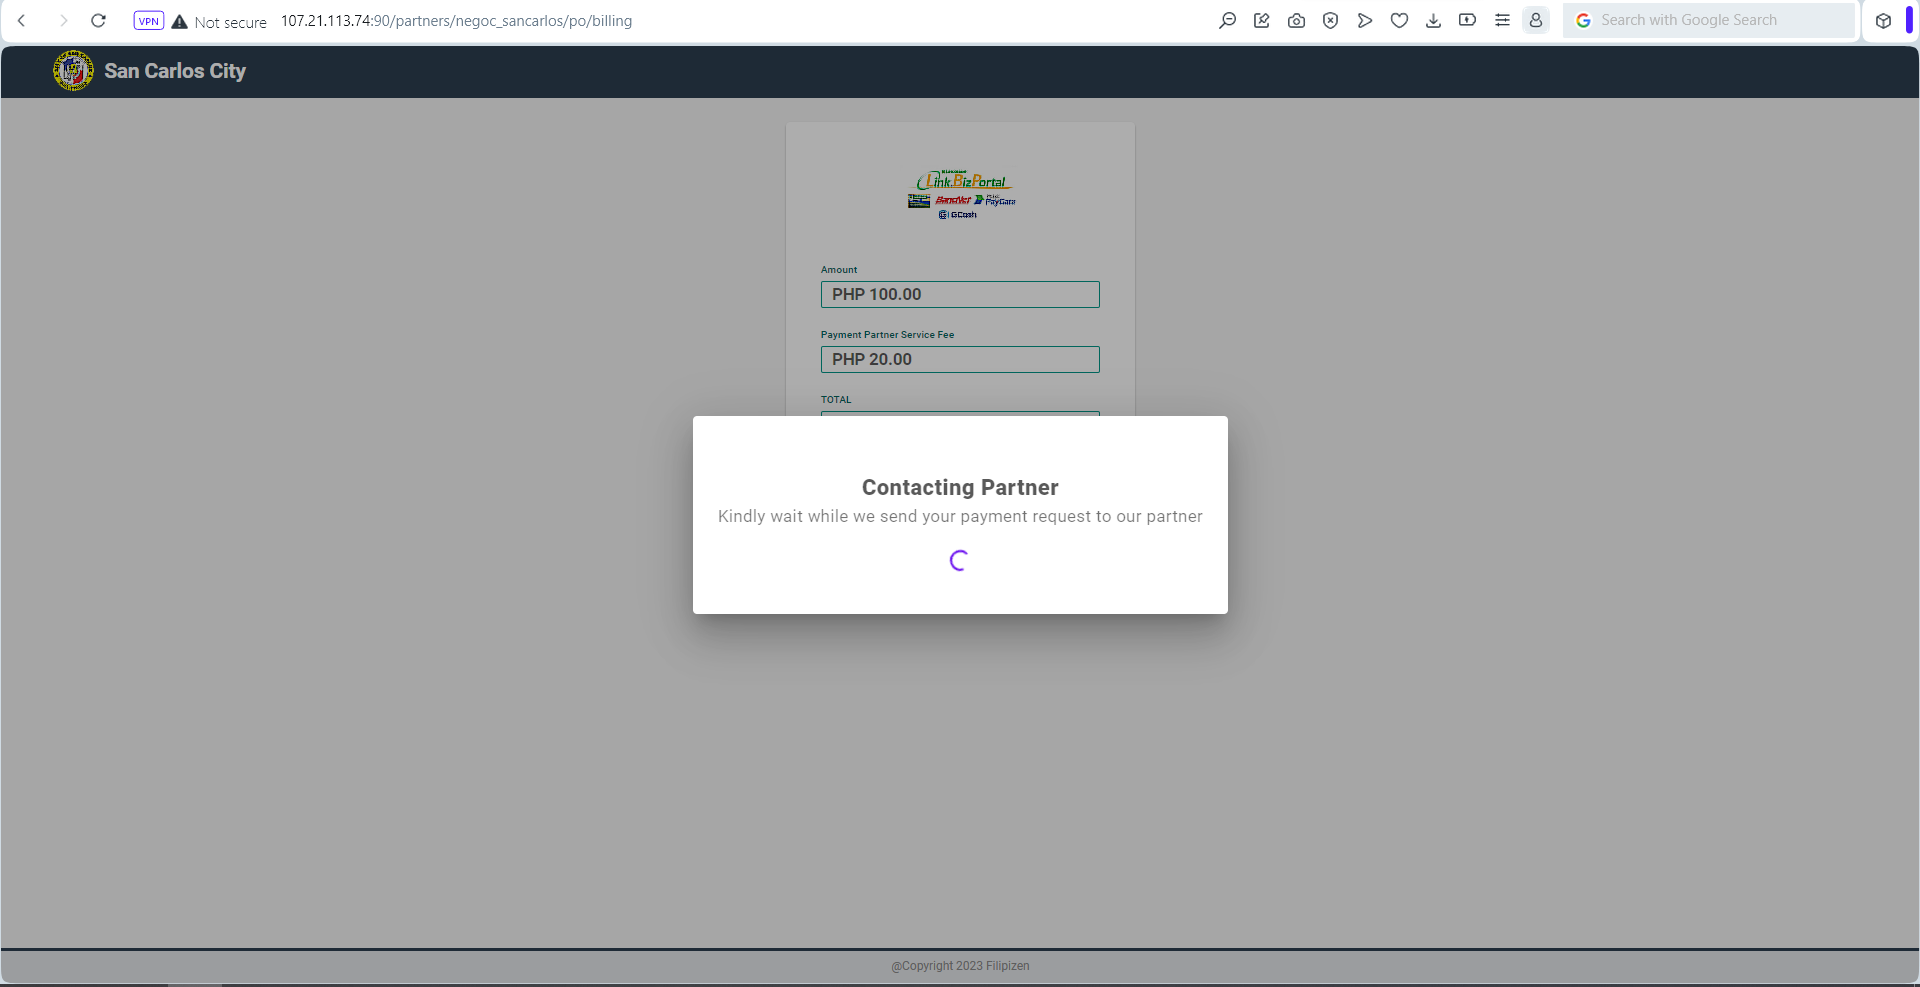 VPN
Not secure
107.21.113.74:90/partners/negoc_sancarlos/po/billing
Search with Google Search
San Carlos City
Link.BizPortal
BancNet
PayGate
GCash
Amount
PHP 100.00
Payment Partner Service Fee
PHP 20.00
TOTAL
Contacting Partner
Kindly wait while we send your payment request to our partner
@Copyright 2023 Filipizen